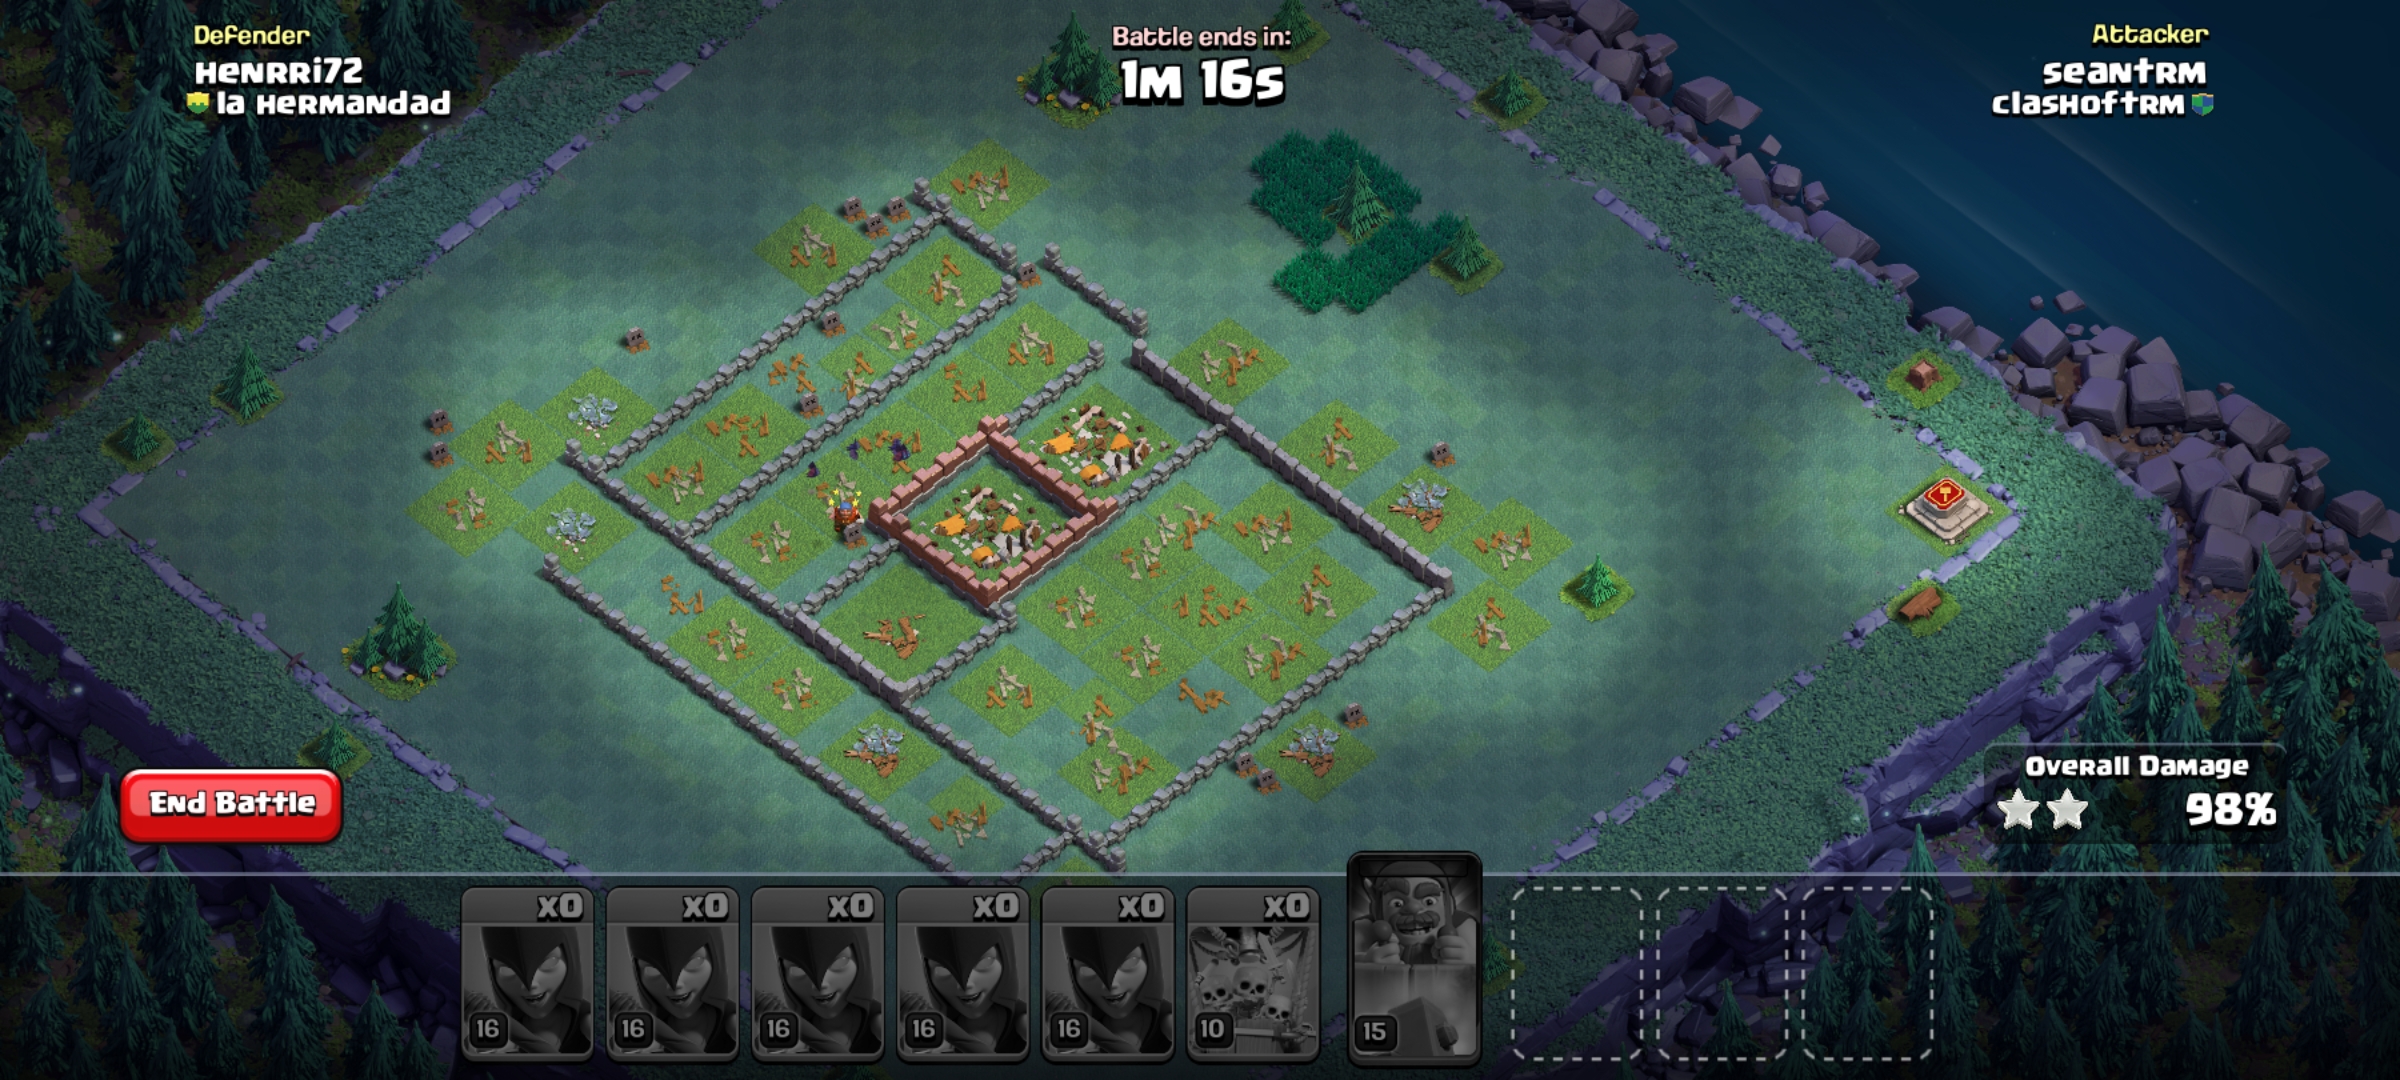 Defender
HENRRi72
la HERMANdad
Battle ends in:
1M 16s
Attacker
seantRM
clashoftRM
End Battle
Overall Damage
98%
x0
x0
x0
x0
x0
x0
16
16
16
16
16
10
15